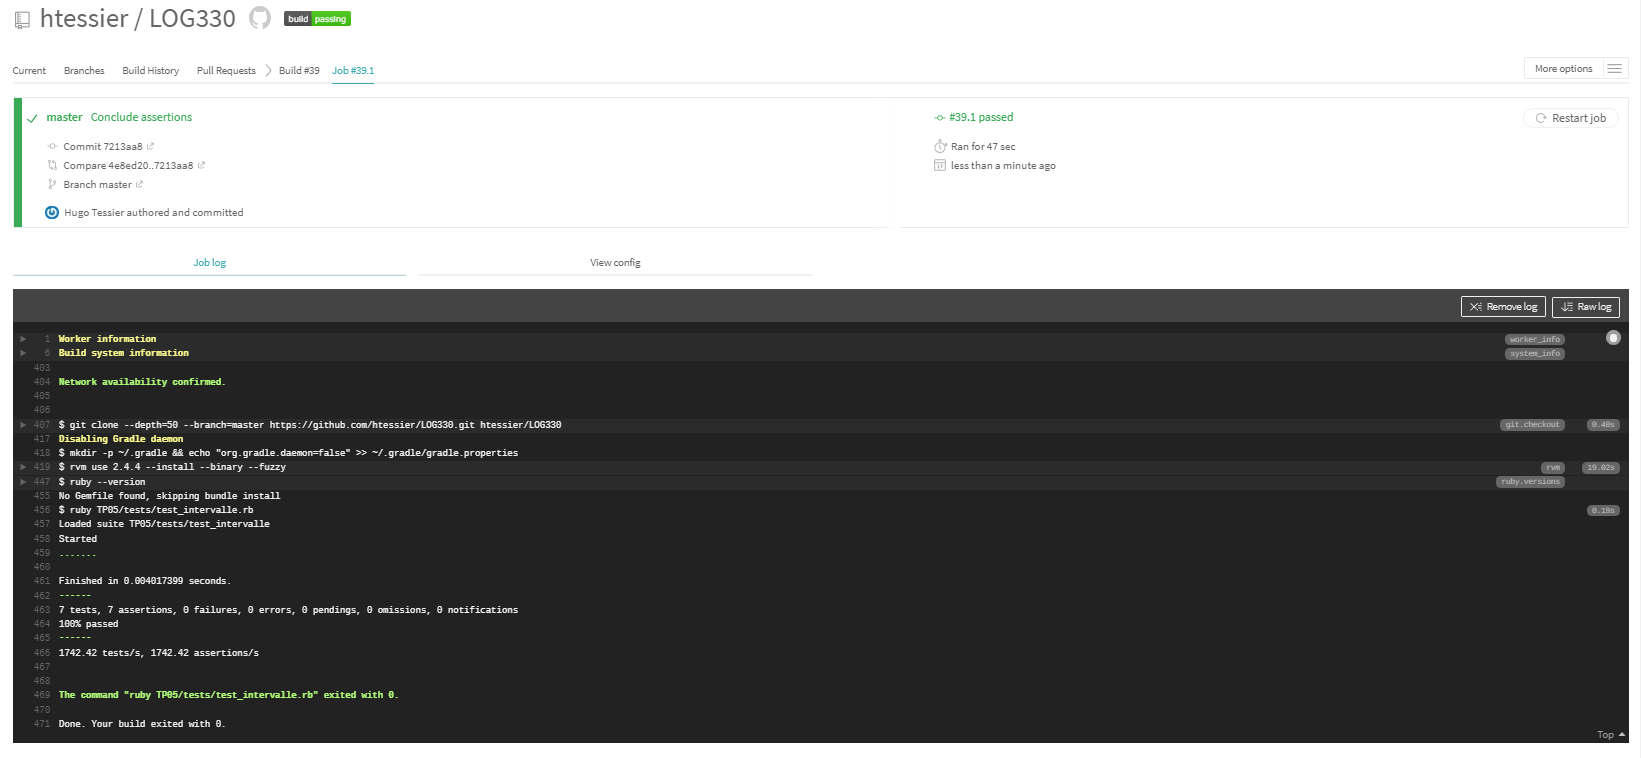 htessier / LOG330 build passing
Current Branches Build History Pull Requests Build #39 Job #39.1 More options
master Conclude assertions
Commit 7213aa8
Compare 4e8ed20..7213aa8
Branch master
Hugo Tessier authored and committed
#39.1 passed
Ran for 47 sec
less than a minute ago
Restart job
Job log View config
Remove log Raw log
1 Worker information worker_info
6 Build system information system_info
403
404 Network availability confirmed.
405
406
407 $ git clone --depth=50 --branch=master https://github.com/htessier/LOG330.git htessier/LOG330 git.checkout 0.40s
417 Disabling Gradle daemon
418 $ mkdir -p ~/.gradle && echo "org.gradle.daemon=false" >> ~/.gradle/gradle.properties
419 $ rvm use 2.4.4 --install --binary --fuzzy rvm 19.02s
447 $ ruby --version ruby.versions
455 No Gemfile found, skipping bundle install
456 $ ruby TP05/tests/test_intervalle.rb 0.19s
457 Loaded suite TP05/tests/test_intervalle
458 Started
459 .......
460
461 Finished in 0.004017399 seconds.
462 ------
463 7 tests, 7 assertions, 0 failures, 0 errors, 0 pendings, 0 omissions, 0 notifications
464 100% passed
465 ------
466 1742.42 tests/s, 1742.42 assertions/s
467
468
469 The command "ruby TP05/tests/test_intervalle.rb" exited with 0.
470
471 Done. Your build exited with 0.
Top